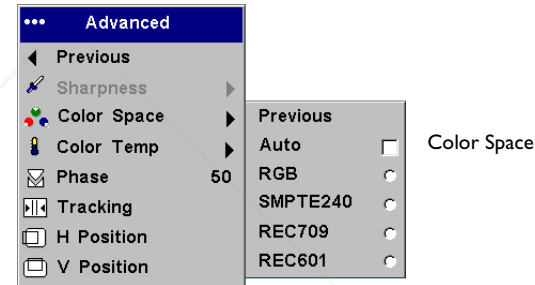 Advanced
Previous
Sharpness
Color Space
Color Temp
Phase 50
Tracking
H Position
V Position
Previous
Auto
RGB
SMPTE240
REC709
REC601
Color Space